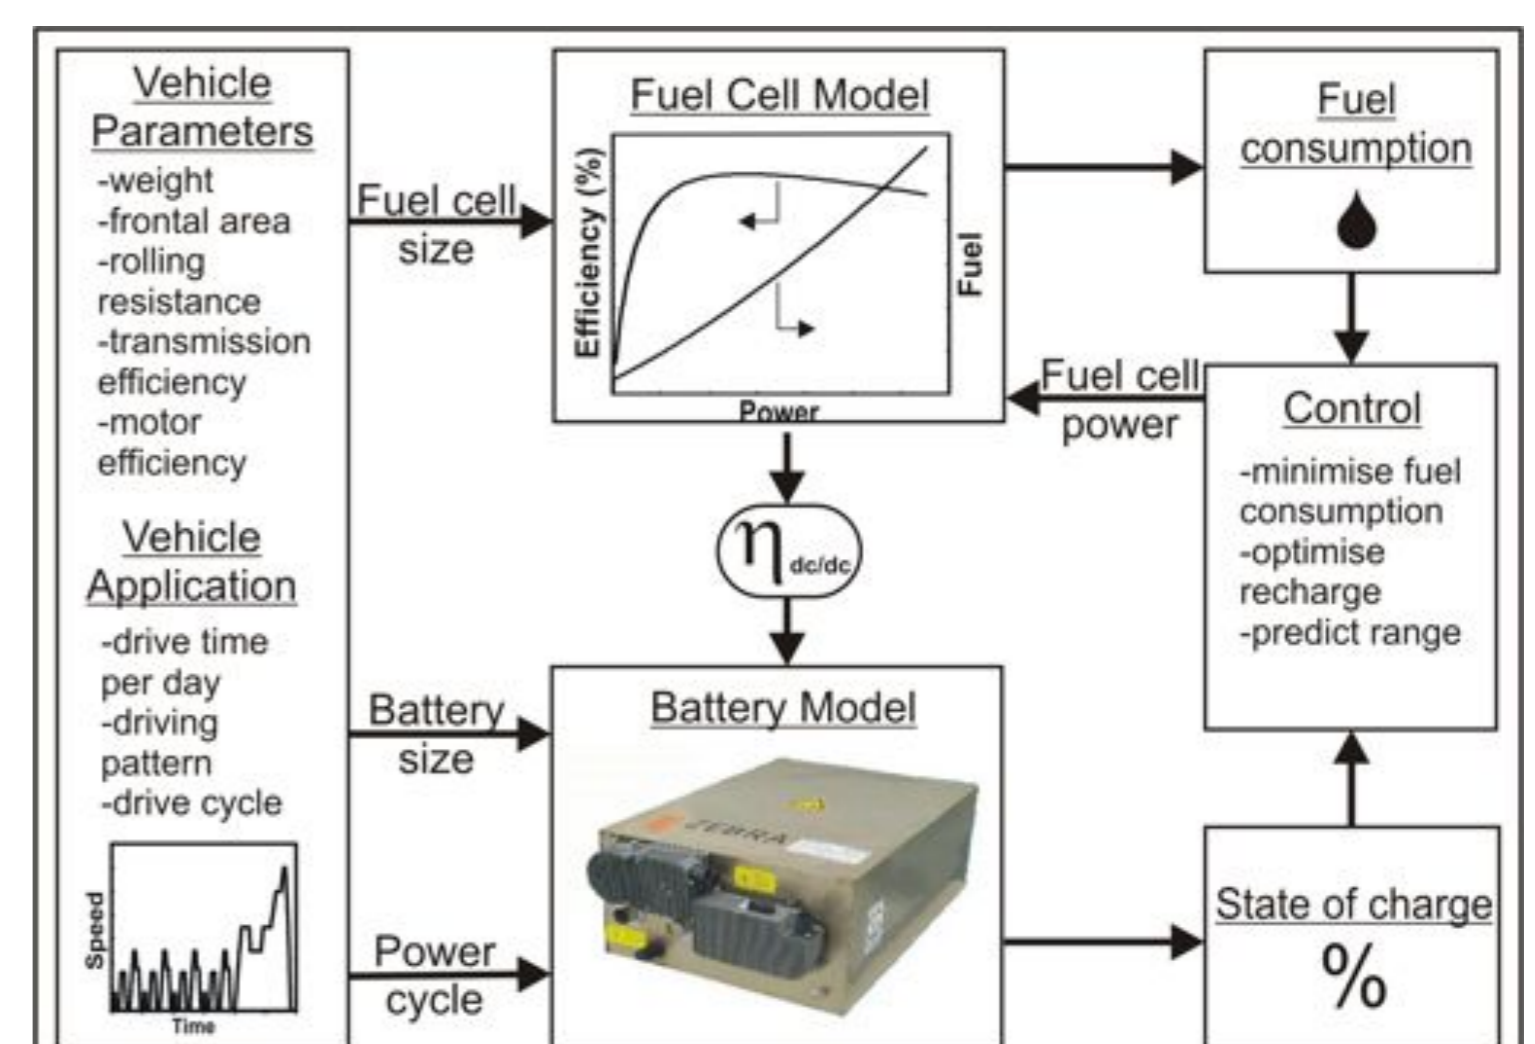 Vehicle
Parameters
-weight
-frontal area
-rolling
resistance
-transmission
efficiency
-motor
efficiency
Vehicle
Application
-drive time
per day
-driving
pattern
-drive cycle
Speed
Time
Fuel cell
size
Battery
size
Power
cycle
Fuel Cell Model
Efficiency (%)
Fuel
Power
η dc/dc
Battery Model
ZEBRA
Fuel
consumption
Fuel cell
power
Control
-minimise fuel
consumption
-optimise
recharge
-predict range
State of charge
%